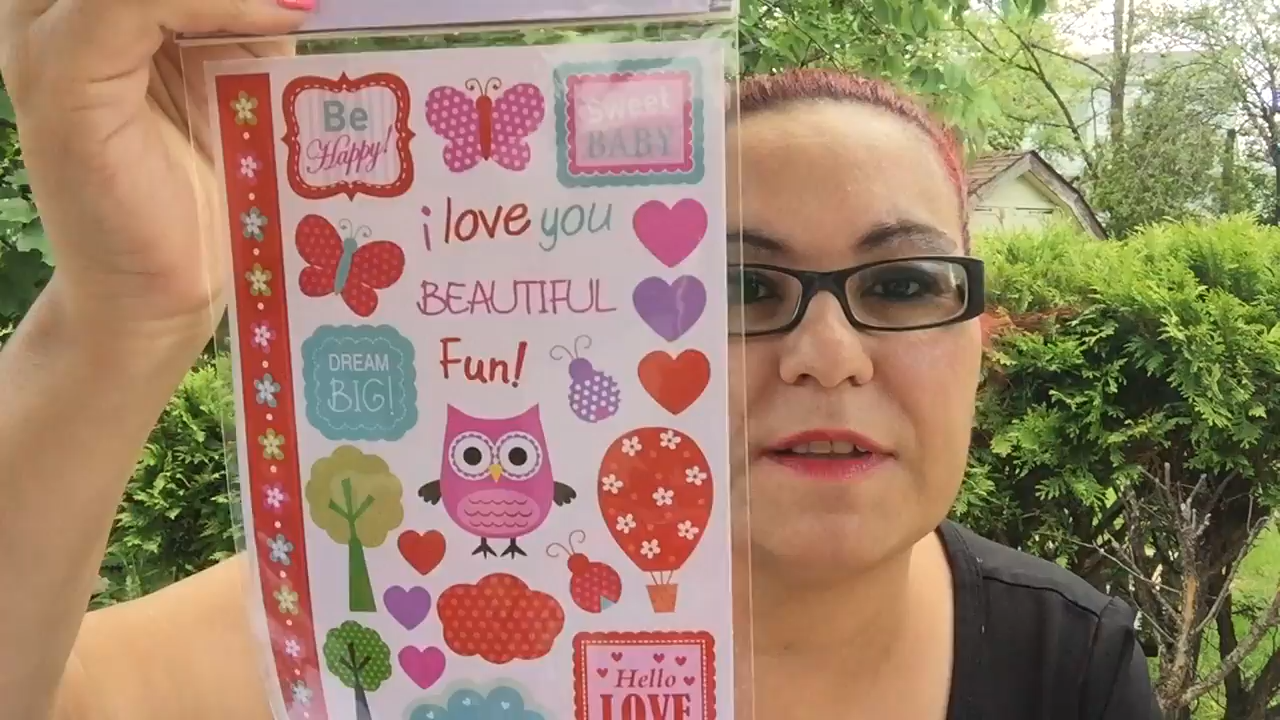 Be
Happy!
Sweet
BABY
i love you
BEAUTIFUL
Fun!
DREAM
BIG!
Hello
LOVE